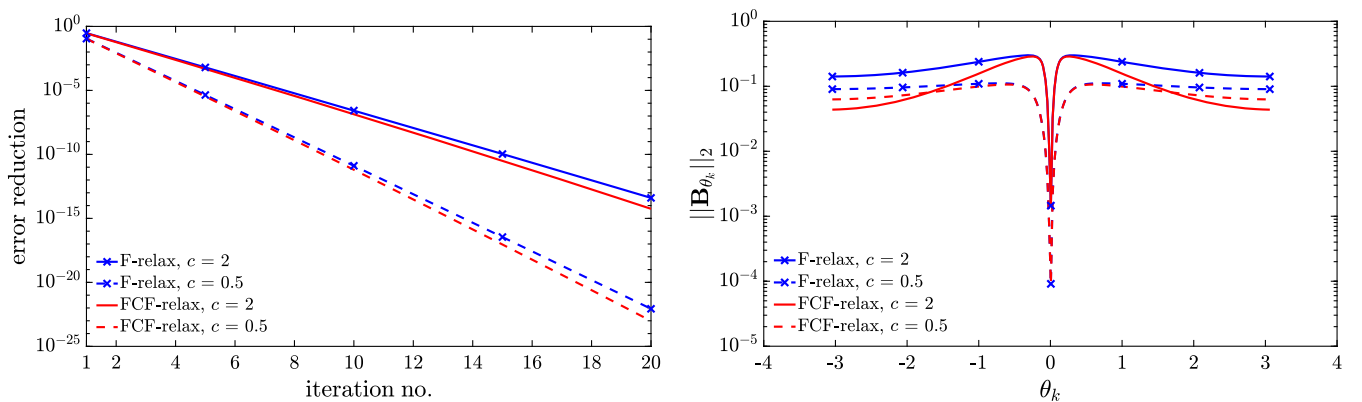 error reduction
10^0
10^-5
10^-10
10^-15
10^-20
10^-25
F-relax, c = 2
F-relax, c = 0.5
FCF-relax, c = 2
FCF-relax, c = 0.5
1 2 4 6 8 10 12 14 16 18 20
iteration no.
||B_θ_k||_2
10^0
10^-1
10^-2
10^-3
10^-4
10^-5
F-relax, c = 2
F-relax, c = 0.5
FCF-relax, c = 2
FCF-relax, c = 0.5
-4 -3 -2 -1 0 1 2 3 4
θ_k